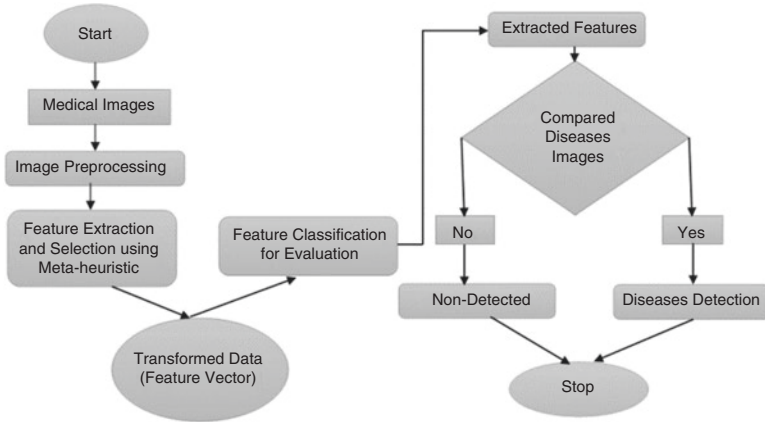 Start
Medical Images
Image Preprocessing
Feature Extraction
and Selection using
Meta-heuristic
Transformed Data
(Feature Vector)
Feature Classification
for Evaluation
Extracted Features
Compared
Diseases
Images
No
Yes
Non-Detected
Diseases Detection
Stop